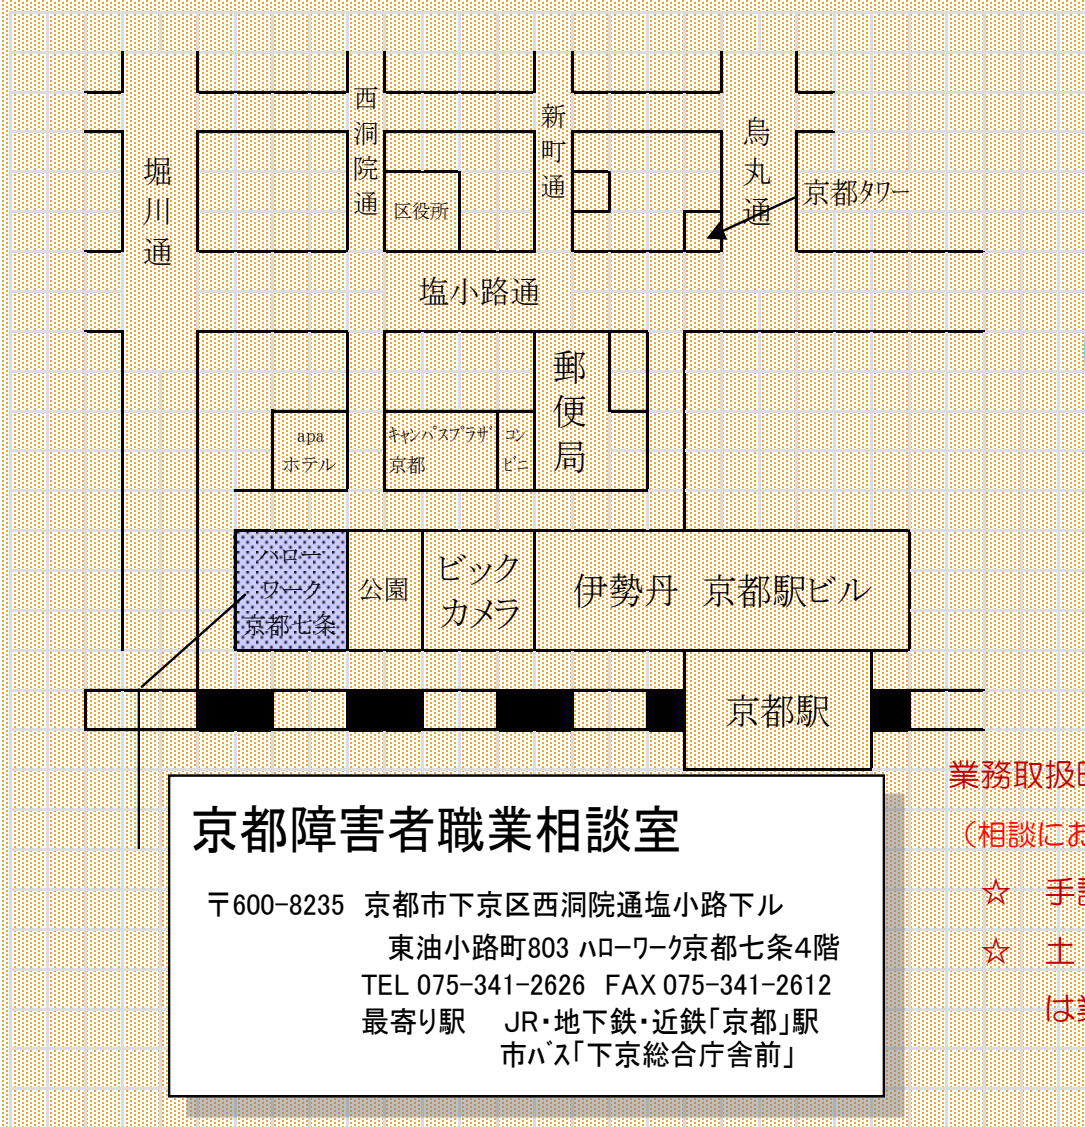 西洞院通
新町通
烏丸通
堀川通
京都タワー
区役所
塩小路通
郵便局
apa
ホテル
キャンパスプラザ
京都
コン
ビニ
ハロー
ワーク
京都七条
公園
ビック
カメラ
伊勢丹 京都駅ビル
京都駅
業務取扱
(相談にお
☆ 手
☆ 土
は
京都障害者職業相談室
〒600-8235 京都市下京区西洞院通塩小路下ル
東油小路町803 ハローワーク京都七条4階
TEL 075-341-2626 FAX 075-341-2612
最寄り駅 JR・地下鉄・近鉄「京都」駅
市バス「下京総合庁舎前」